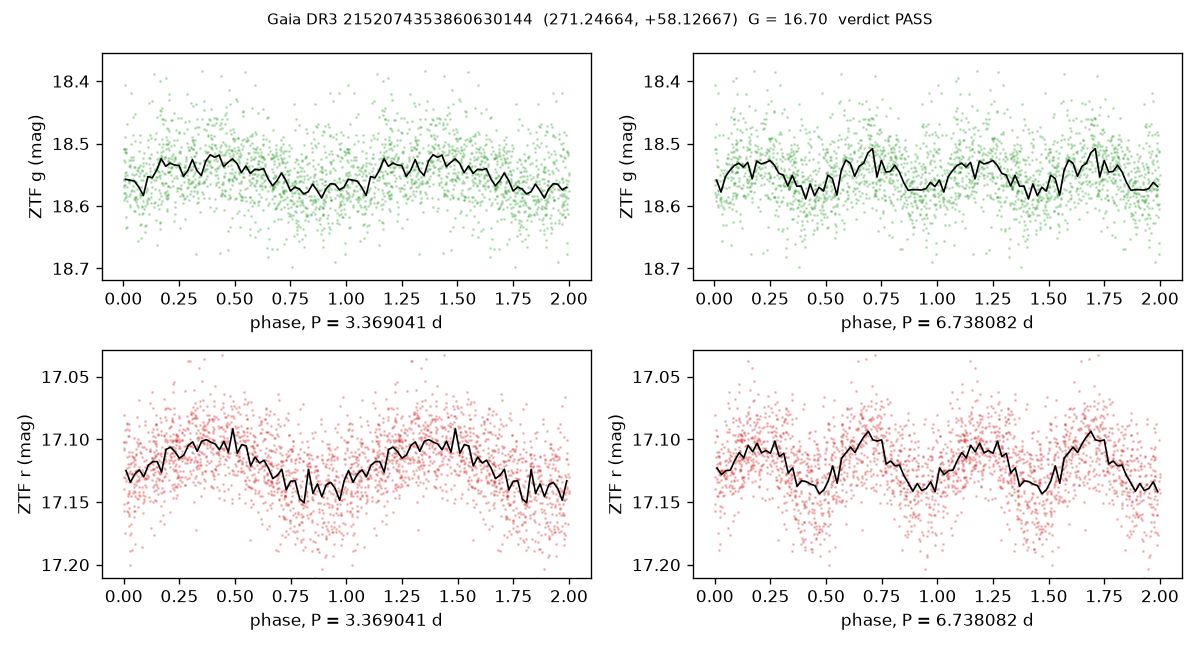 Gaia DR3 2152074353860630144 (271.24664, +58.12667) G = 16.70 verdict PASS
ZTF g (mag)
18.4
18.5
18.6
18.7
0.00 0.25 0.50 0.75 1.00 1.25 1.50 1.75 2.00
phase, P = 3.369041 d
ZTF g (mag)
18.4
18.5
18.6
18.7
0.00 0.25 0.50 0.75 1.00 1.25 1.50 1.75 2.00
phase, P = 6.738082 d
ZTF r (mag)
17.05
17.10
17.15
17.20
0.00 0.25 0.50 0.75 1.00 1.25 1.50 1.75 2.00
phase, P = 3.369041 d
ZTF r (mag)
17.05
17.10
17.15
17.20
0.00 0.25 0.50 0.75 1.00 1.25 1.50 1.75 2.00
phase, P = 6.738082 d